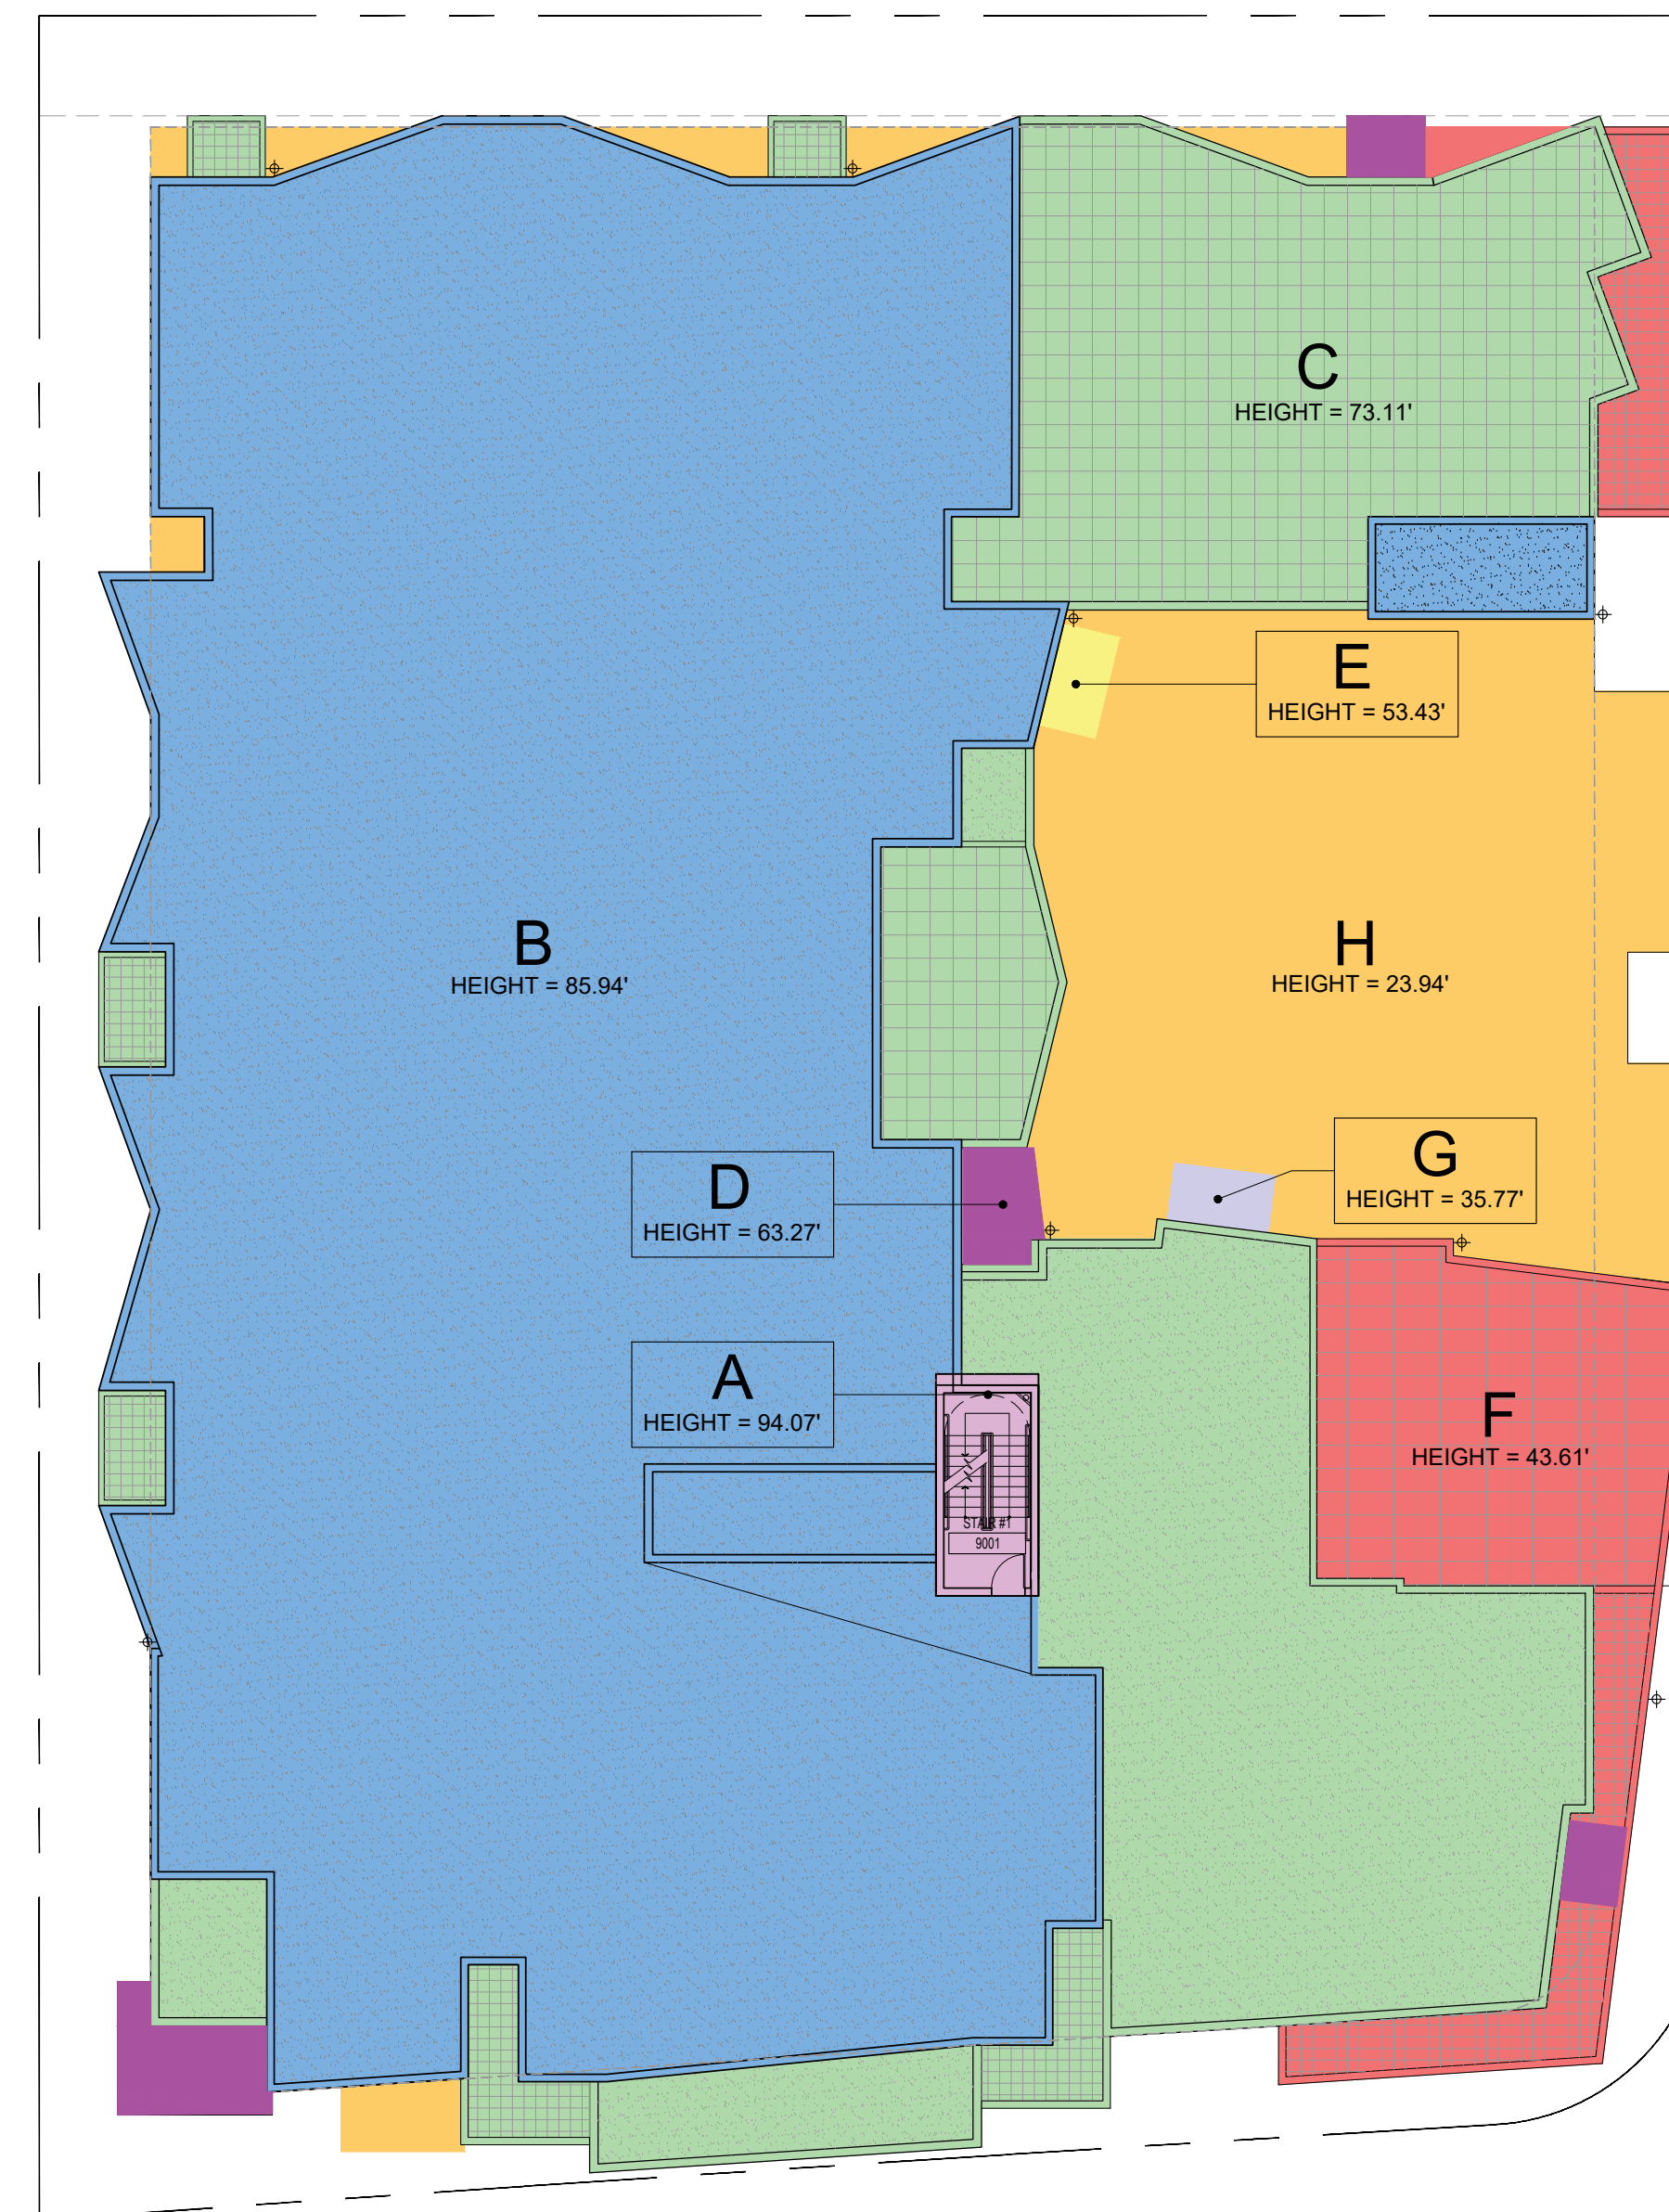 C
HEIGHT = 73.11'
E
HEIGHT = 53.43'
B
HEIGHT = 85.94'
H
HEIGHT = 23.94'
D
HEIGHT = 63.27'
G
HEIGHT = 35.77'
A
HEIGHT = 94.07'
F
HEIGHT = 43.61'
STAIR #1
9001